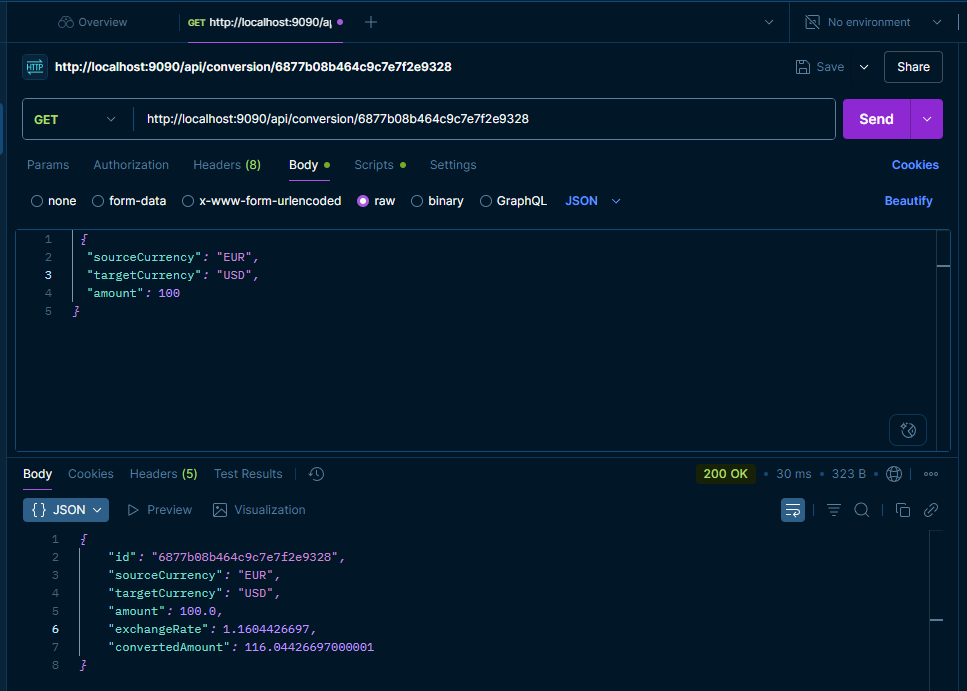 Overview
GET http://localhost:9090/a
No environment
HTTP http://localhost:9090/api/conversion/6877b08b464c9c7e7f2e9328
Save
Share
GET http://localhost:9090/api/conversion/6877b08b464c9c7e7f2e9328
Send
Params Authorization Headers (8) Body Scripts Settings Cookies
none form-data x-www-form-urlencoded raw binary GraphQL JSON Beautify
1 {
2 "sourceCurrency": "EUR",
3 "targetCurrency": "USD",
4 "amount": 100
5 }
Body Cookies Headers (5) Test Results 200 OK • 30 ms • 323 B •
{} JSON Preview Visualization
1 {
2 "id": "6877b08b464c9c7e7f2e9328",
3 "sourceCurrency": "EUR",
4 "targetCurrency": "USD",
5 "amount": 100.0,
6 "exchangeRate": 1.1604426697,
7 "convertedAmount": 116.04426697000001
8 }